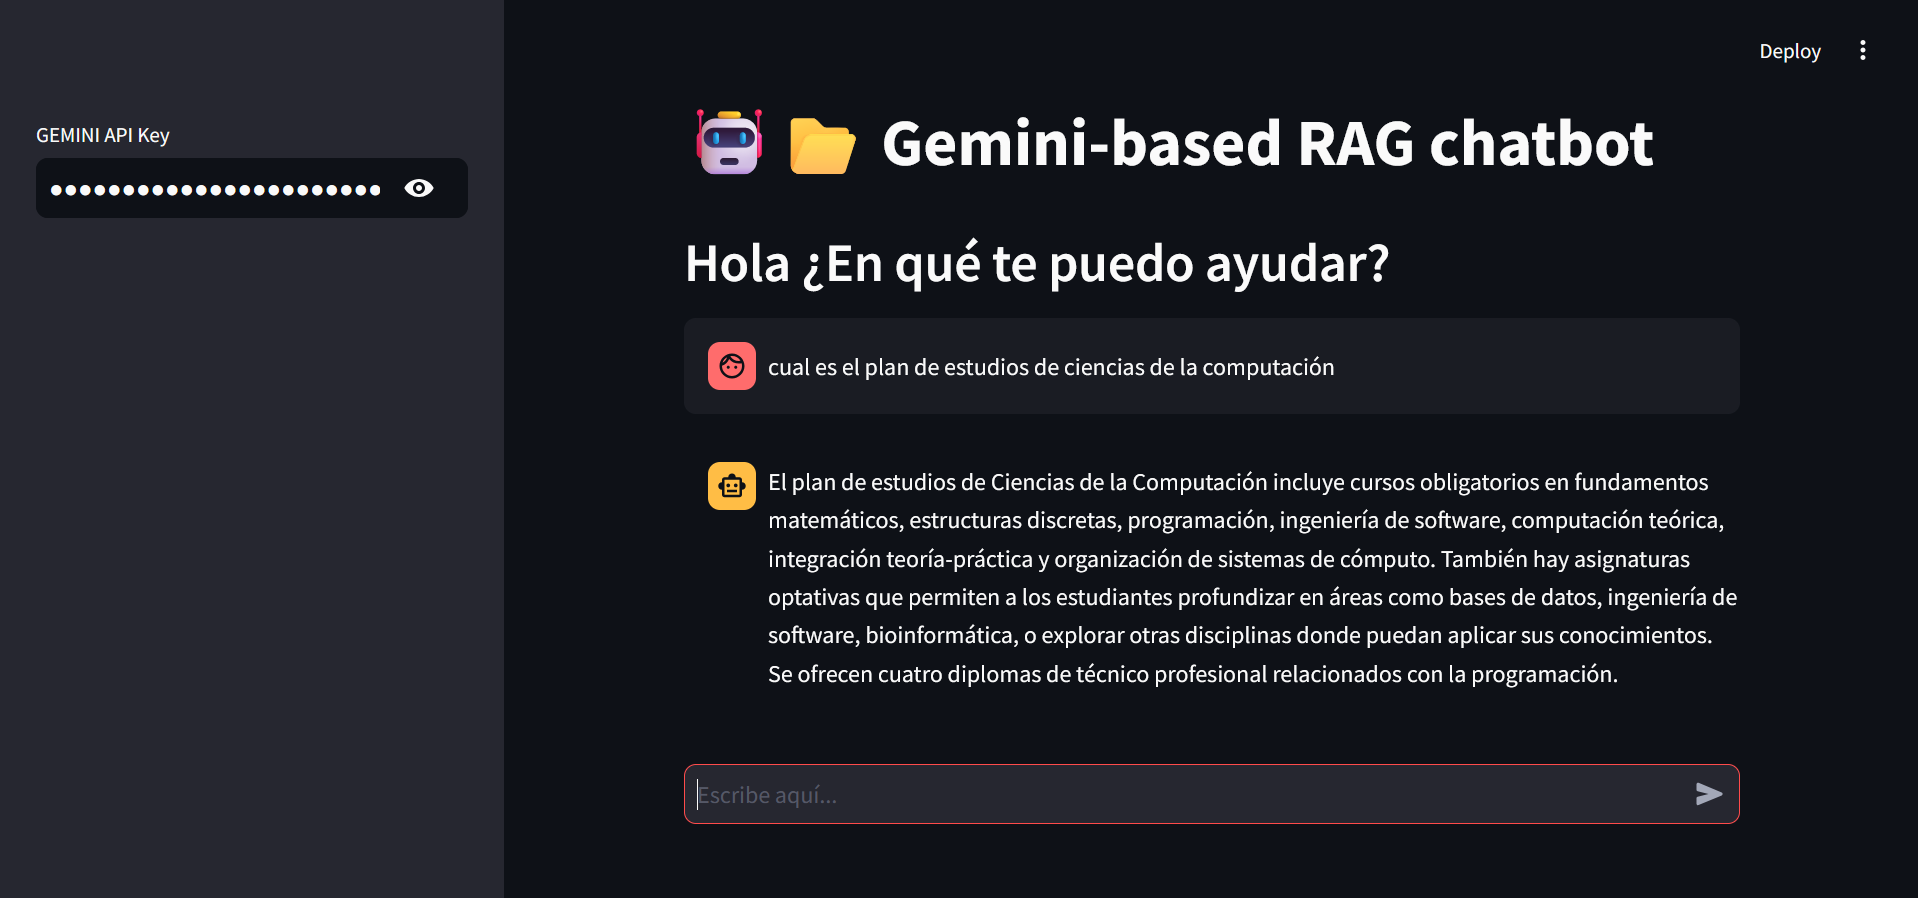 Deploy
GEMINI API Key
Gemini-based RAG chatbot
Hola ¿En qué te puedo ayudar?
cual es el plan de estudios de ciencias de la computación
El plan de estudios de Ciencias de la Computación incluye cursos obligatorios en fundamentos
matemáticos, estructuras discretas, programación, ingeniería de software, computación teórica,
integración teoría-práctica y organización de sistemas de cómputo. También hay asignaturas
optativas que permiten a los estudiantes profundizar en áreas como bases de datos, ingeniería de
software, bioinformática, o explorar otras disciplinas donde puedan aplicar sus conocimientos.
Se ofrecen cuatro diplomas de técnico profesional relacionados con la programación.
Escribe aquí...